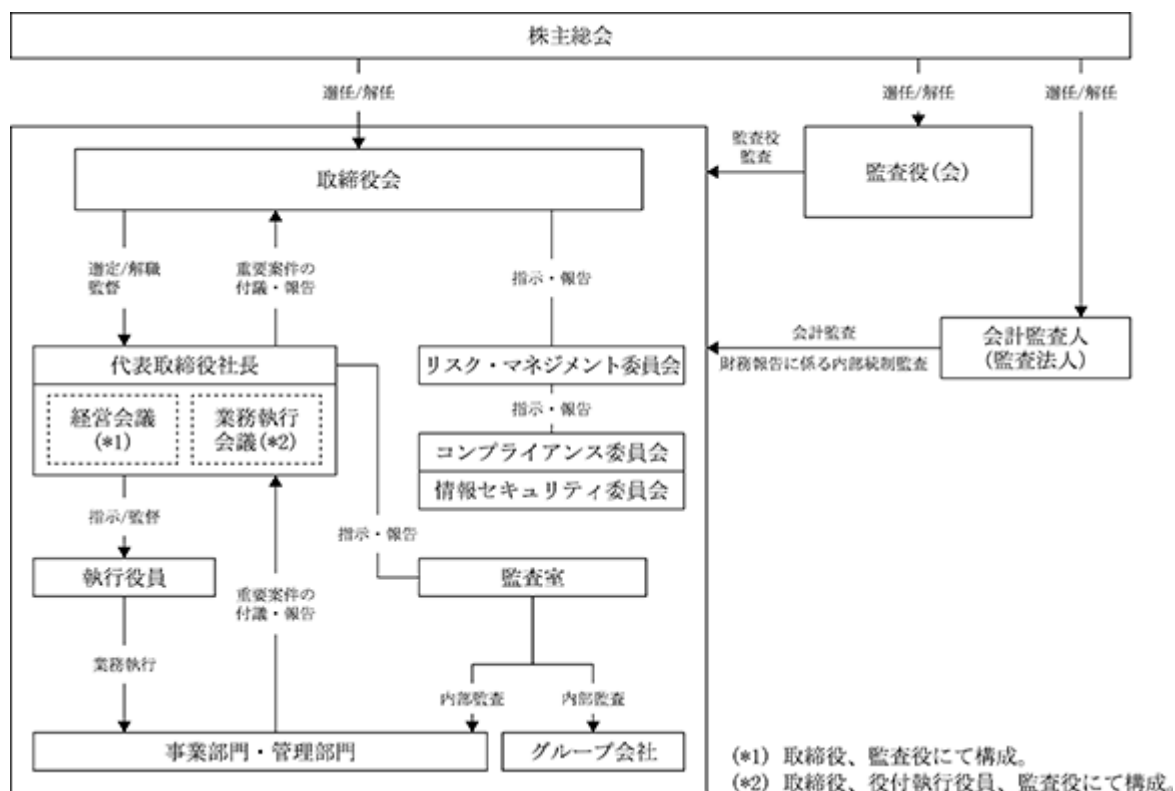 株主総会
選任/解任
選任/解任
選任/解任
取締役会
監査役
監査
監査役(会)
選定/解職
監督
重要案件の
付議・報告
指示・報告
会計監査
財務報告に係る内部統制監査
会計監査人
(監査法人)
代表取締役社長
経営会議
(*1)
業務執行
会議(*2)
リスク・マネジメント委員会
指示・報告
コンプライアンス委員会
情報セキュリティ委員会
指示/監督
指示・報告
執行役員
監査室
重要案件の
付議・報告
業務執行
内部監査
内部監査
事業部門・管理部門
グループ会社
(*1) 取締役、監査役にて構成。
(*2) 取締役、役付執行役員、監査役にて構成。